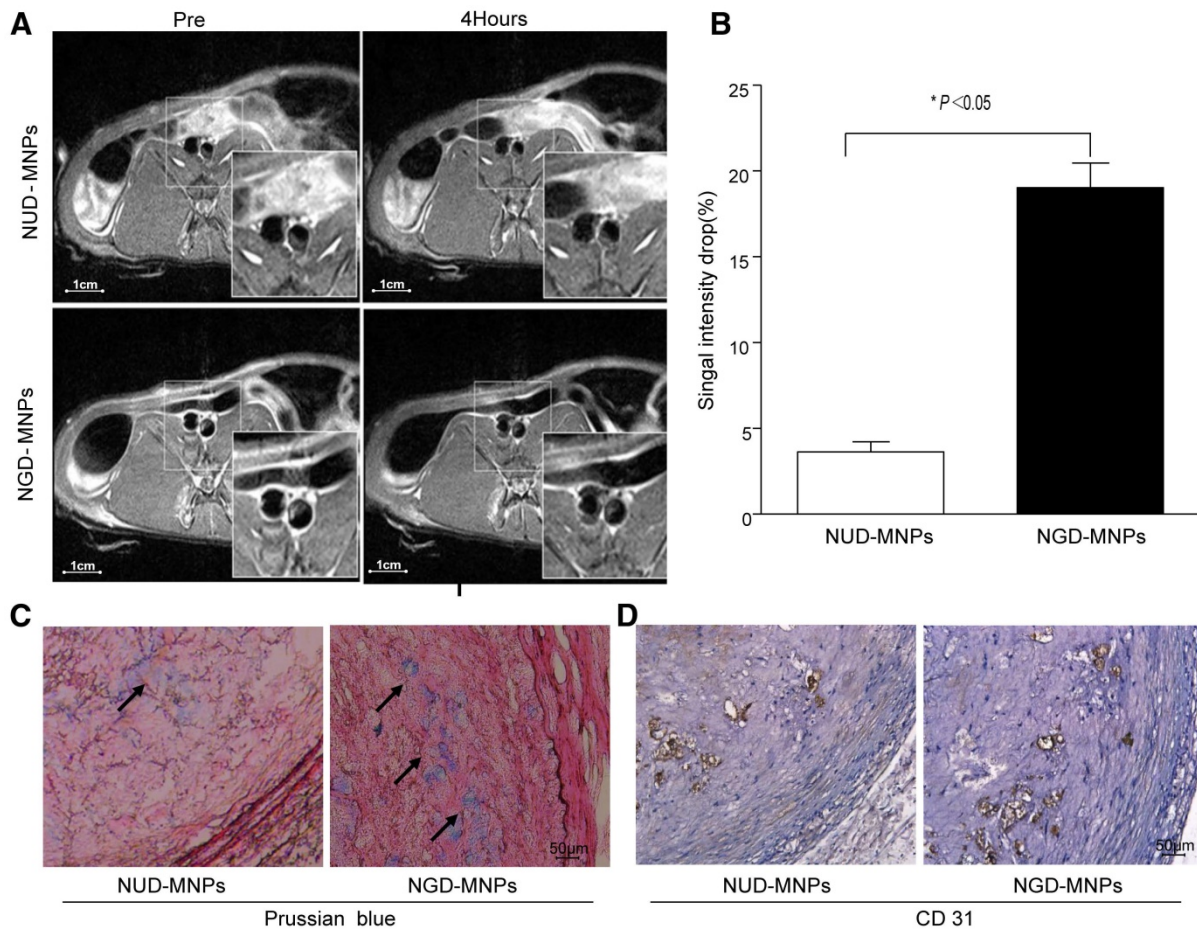 A
Pre
4Hours
NUD-MNPs
1cm
1cm
NGD-MNPs
1cm
1cm
B
25
20
15
10
5
0
Singal intensity drop(%)
* P<0.05
NUD-MNPs
NGD-MNPs
C
50μm
NUD-MNPs
NGD-MNPs
Prussian blue
D
50μm
NUD-MNPs
NGD-MNPs
CD 31